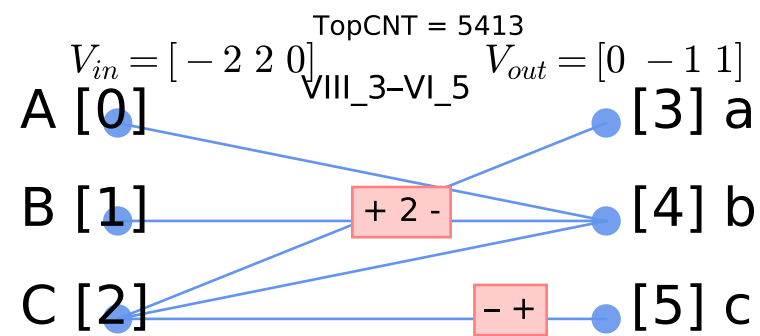 TopCNT = 5413
V_in = [ − 2 2 0] V_out = [0 − 1 1]
VIII_3–VI_5
A [0] [3] a
B [1] + 2 - [4] b
C [2] – + [5] c